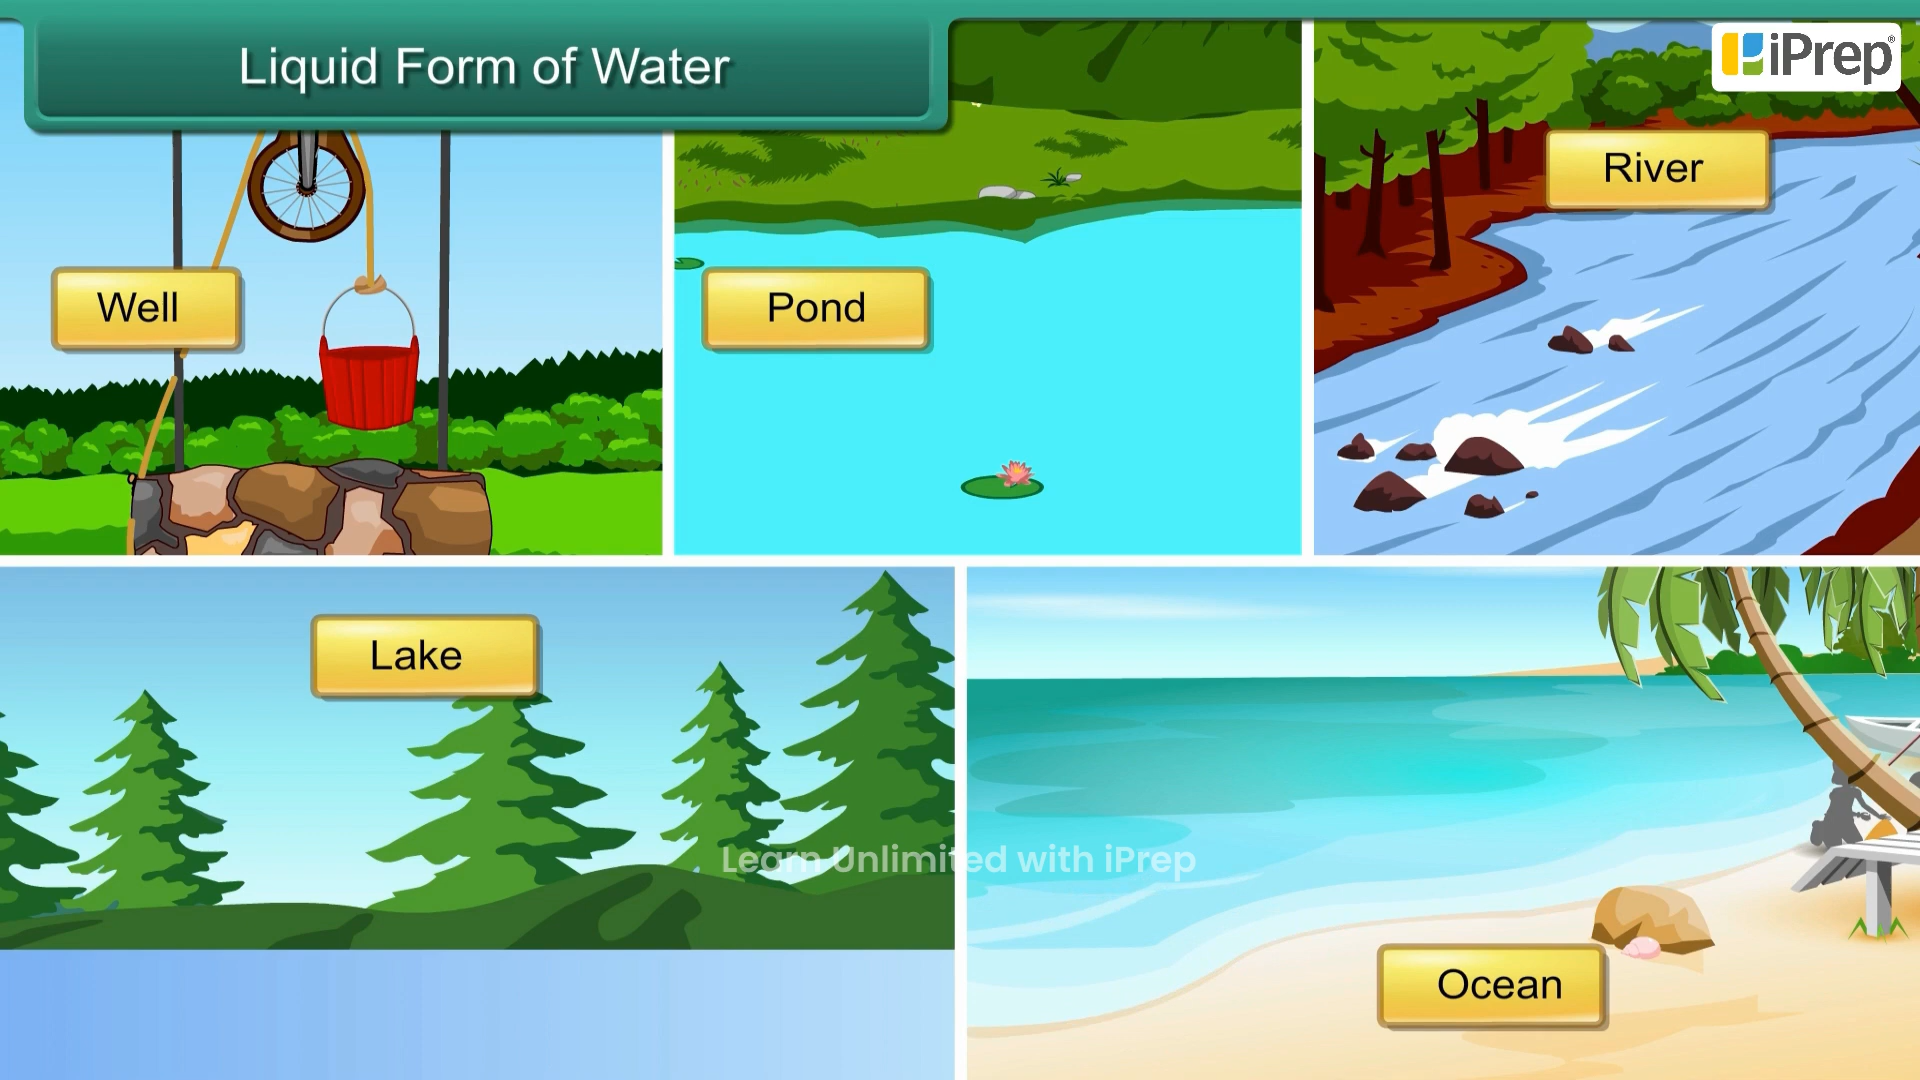 Liquid Form of Water
iPrep®
River
Well
Pond
Lake
Learn Unlimited with iPrep
Ocean